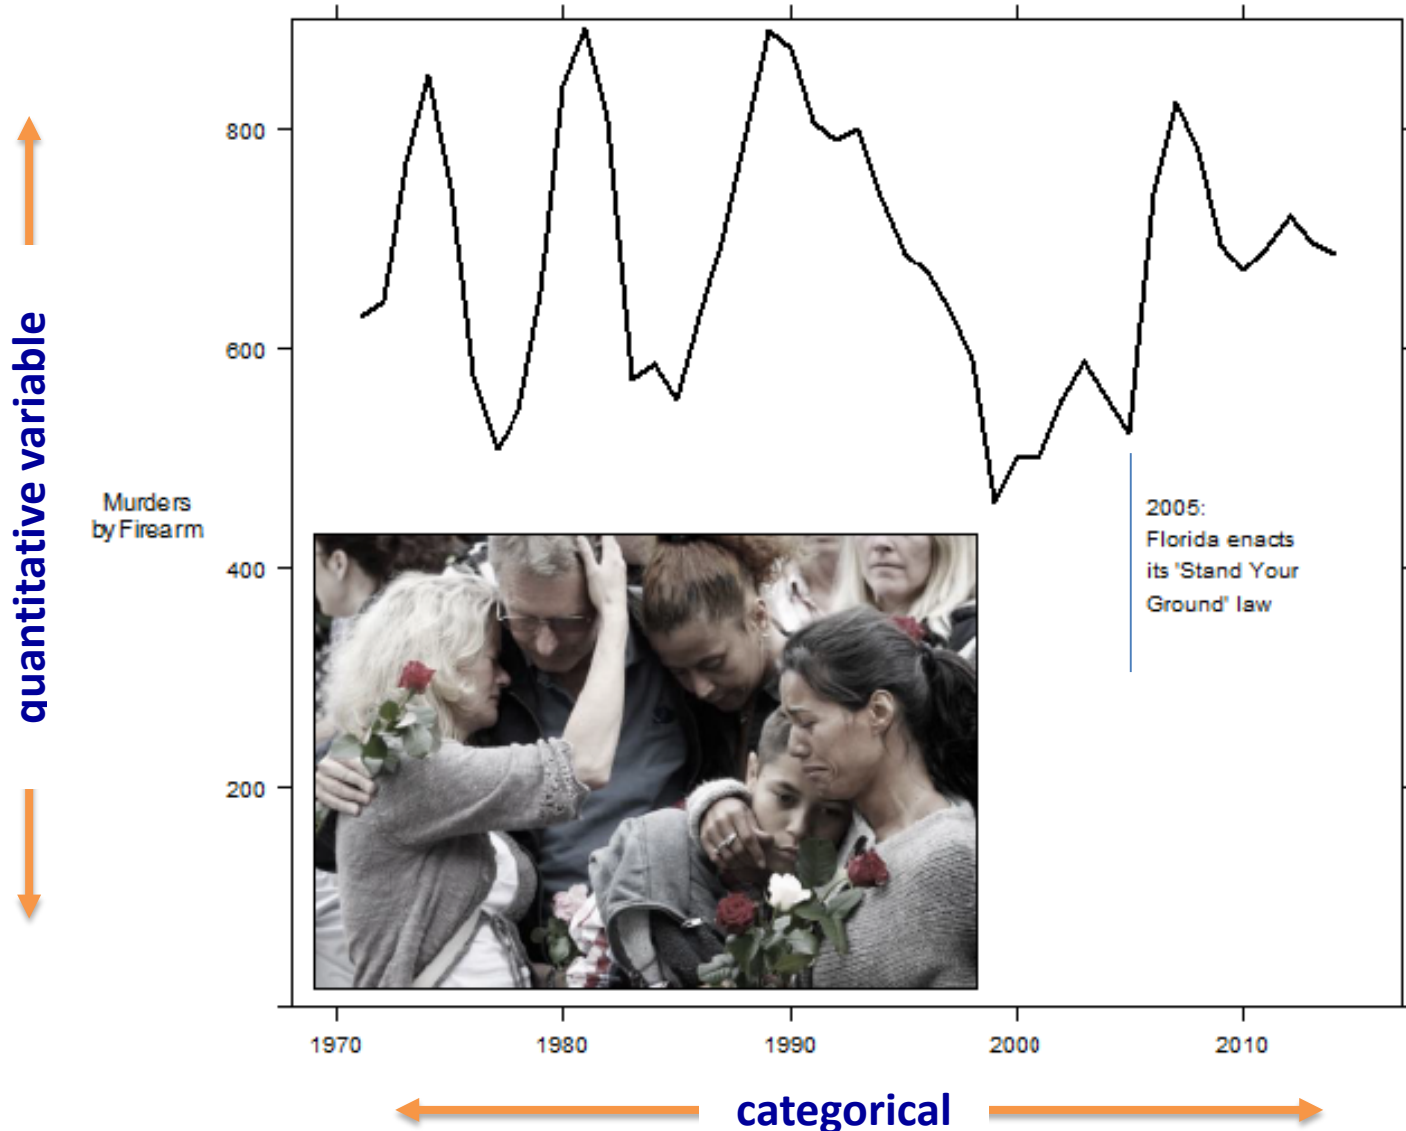 800
600
400
200
quantitative variable
Murders
by Firearm
2005:
Florida enacts
its 'Stand Your
Ground' law
1970 1980 1990 2000 2010
categorical